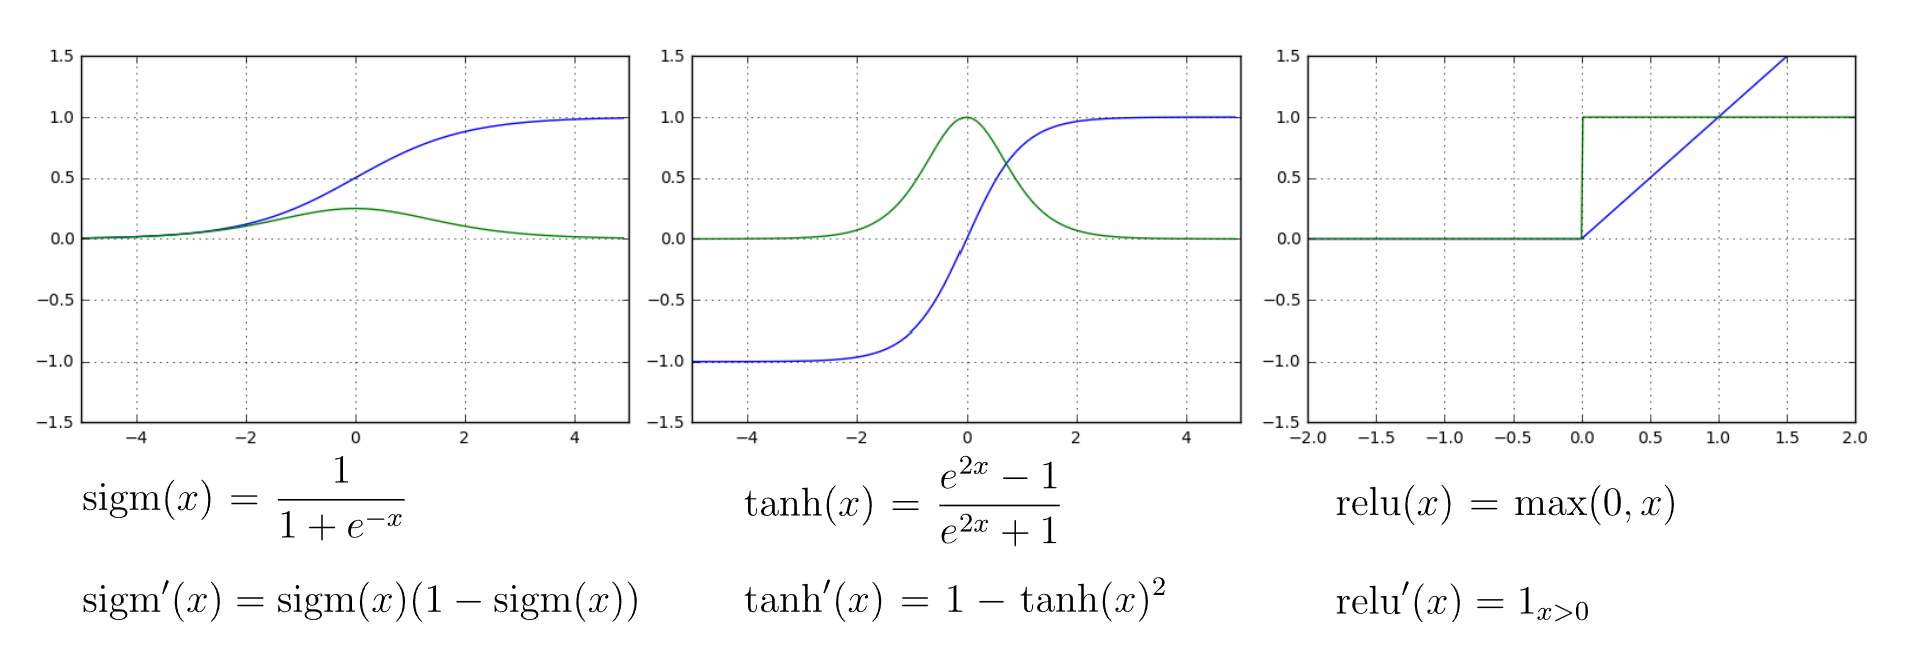 1.5 1.5 1.5
1.0 1.0 1.0
0.5 0.5 0.5
0.0 0.0 0.0
−0.5 −0.5 −0.5
−1.0 −1.0 −1.0
−1.5 −1.5 −1.5
−4 −2 0 2 4 −4 −2 0 2 4 −2.0 −1.5 −1.0 −0.5 0.0 0.5 1.0 1.5 2.0
sigm(x) = 1 / (1 + e^{−x})
tanh(x) = (e^{2x} − 1) / (e^{2x} + 1)
relu(x) = max(0, x)
sigm′(x) = sigm(x)(1 − sigm(x))
tanh′(x) = 1 − tanh(x)²
relu′(x) = 1_{x>0}